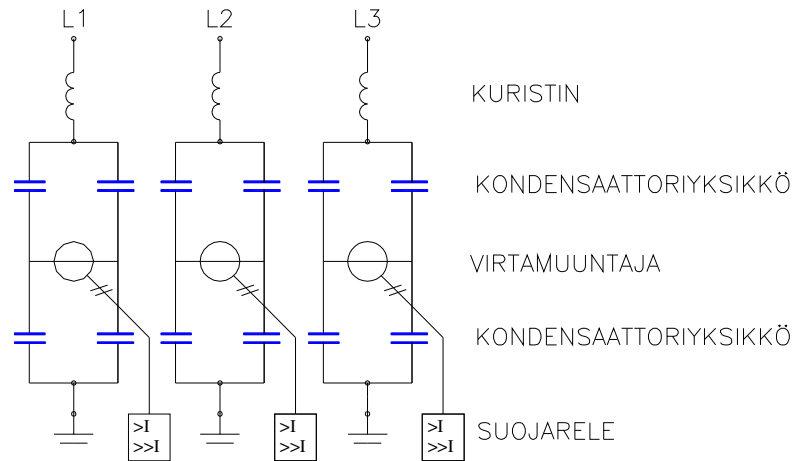 L1 L2 L3
KURISTIN
KONDENSAATTORIYKSIKKÖ
VIRTAMUUNTAJA
KONDENSAATTORIYKSIKKÖ
>I >I >I
>>I >>I >>I
SUOJARELE